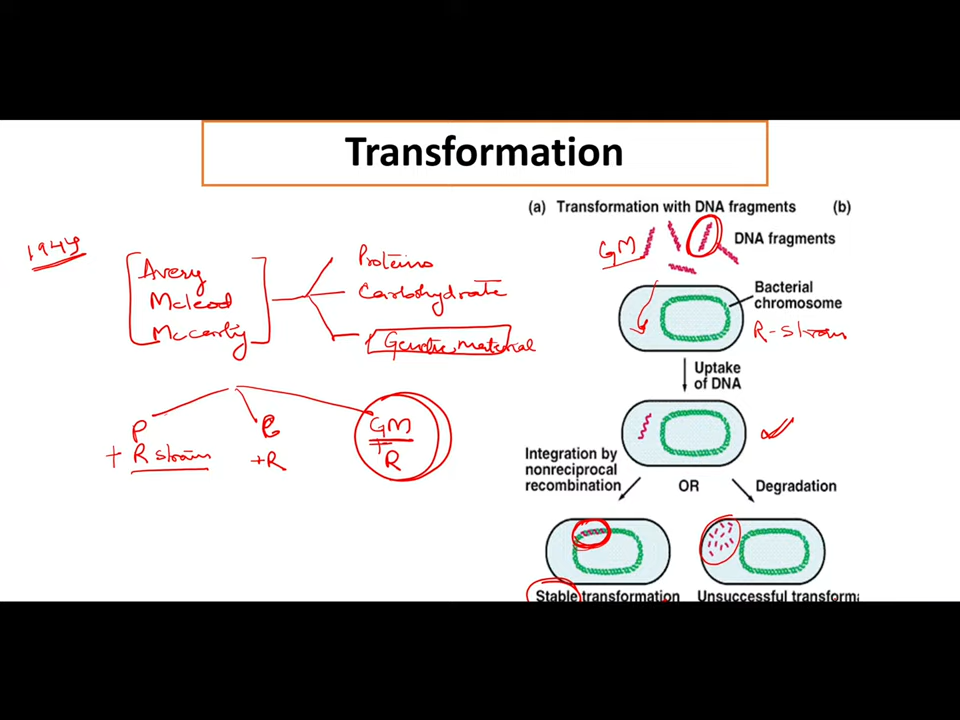 Transformation
1944
Avery
Mcleod
McCarty
Proteins
Carbohydrate
Genetic material
P
+ R strain
C
+R
GM
+
R
(a) Transformation with DNA fragments (b)
GM
DNA fragments
Bacterial
chromosome
R-strain
Uptake
of DNA
Integration by
nonreciprocal
recombination
OR
Degradation
Stable transformation
Unsuccessful transforma